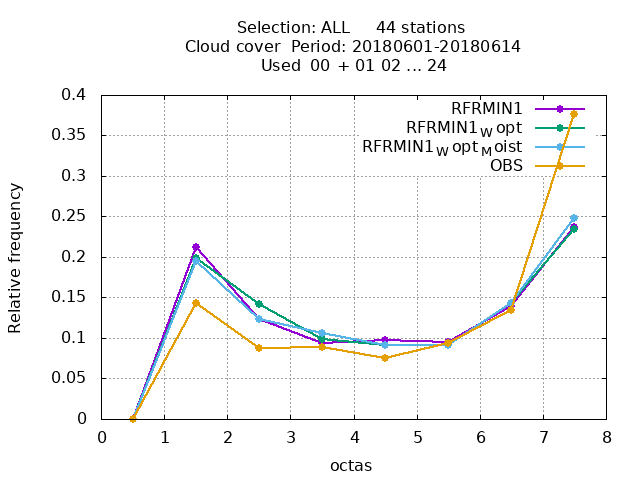 Selection: ALL 44 stations
Cloud cover Period: 20180601-20180614
Used 00 + 01 02 ... 24
RFRMIN1
RFRMIN1Wopt
RFRMIN1WoptMoist
OBS
Relative frequency
0.4
0.35
0.3
0.25
0.2
0.15
0.1
0.05
0
0 1 2 3 4 5 6 7 8
octas